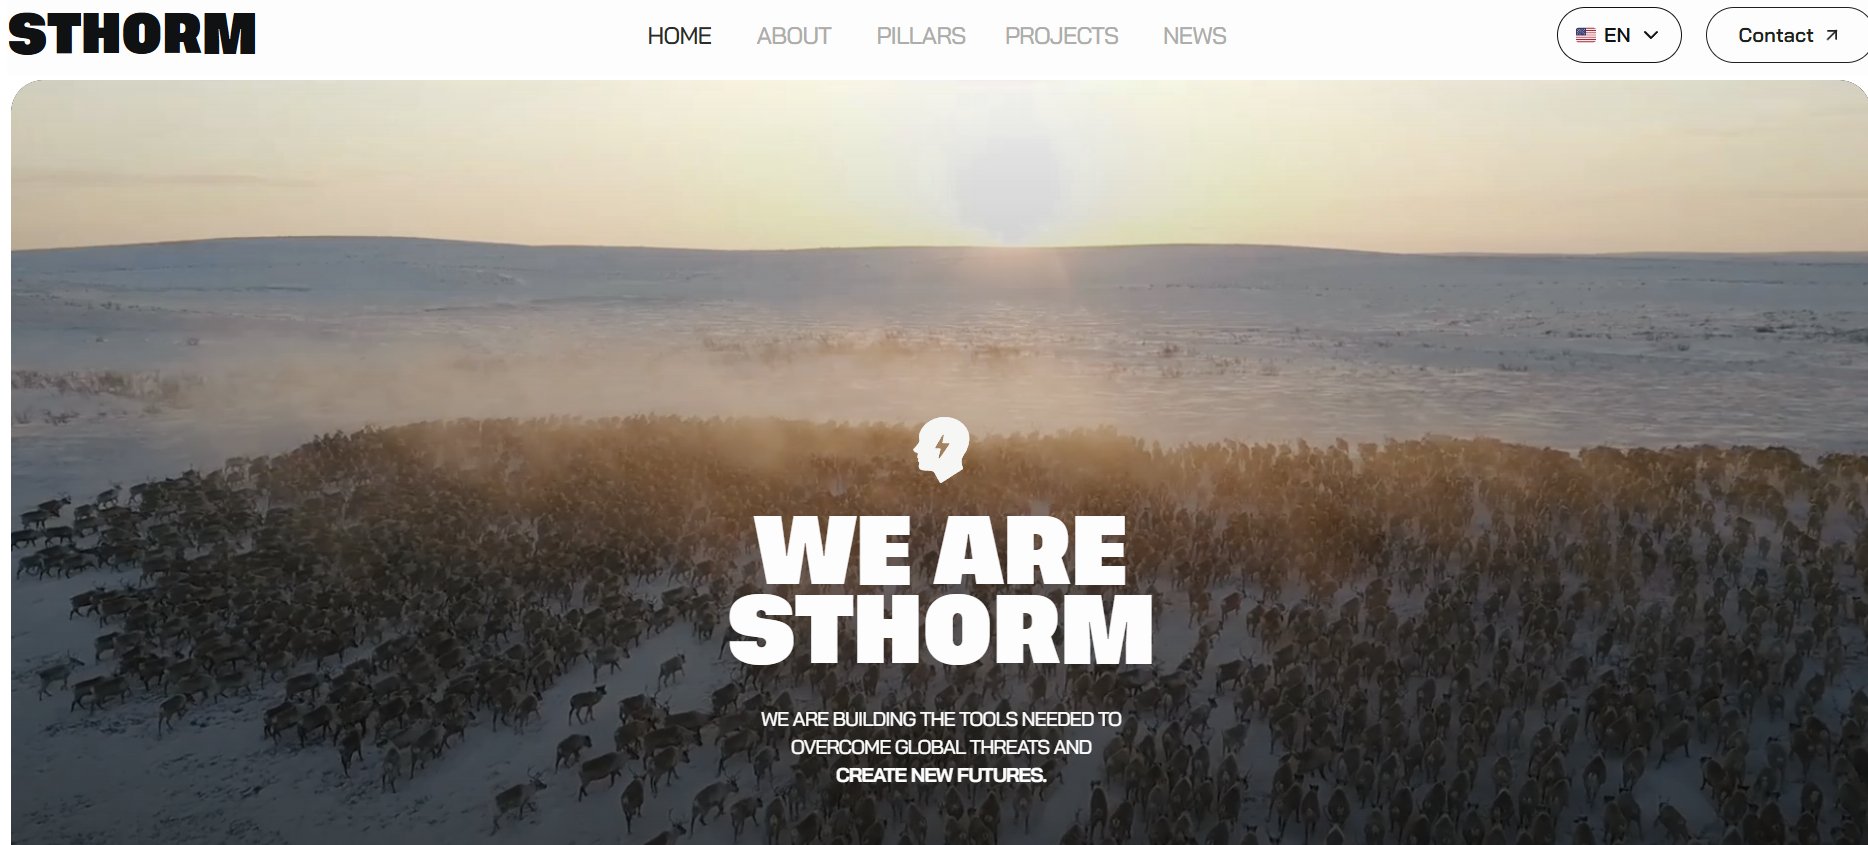 STHORM
HOME ABOUT PILLARS PROJECTS NEWS
EN
Contact
WE ARE
STHORM
WE ARE BUILDING THE TOOLS NEEDED TO
OVERCOME GLOBAL THREATS AND
CREATE NEW FUTURES.